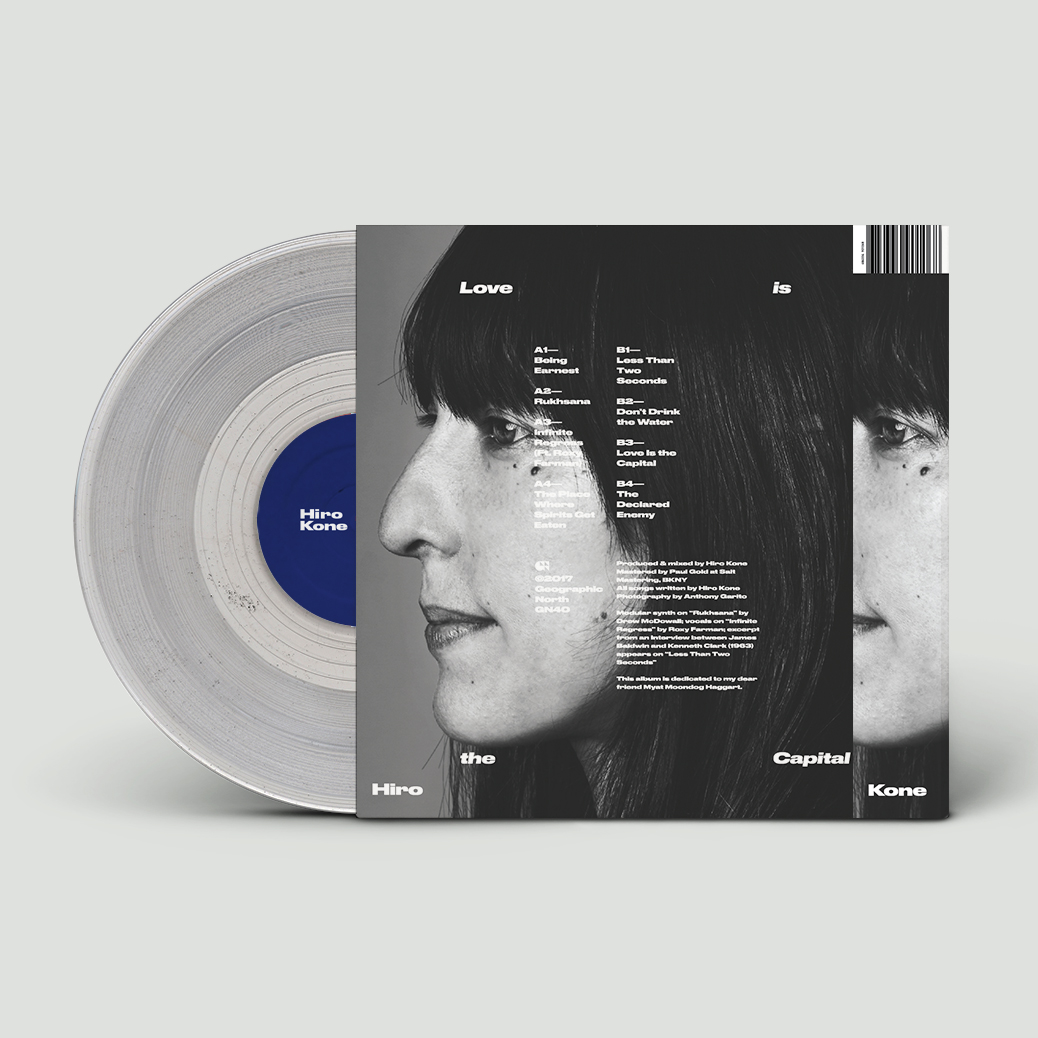 Love is
A1—
Being
Earnest
A2—
Rukhsana
A3—
Infinite
Regress
(Ft. Roxy
Farman)
A4—
The Place
Where
Spirits Get
Eaten
B1—
Less Than
Two
Seconds
B2—
Don't Drink
the Water
B3—
Love is the
Capital
B4—
The
Declared
Enemy
Hiro
Kone
©2017
Geographic
North
GN40
Produced & mixed by Hiro Kone
Mastered by Paul Gold at Salt
Mastering, BKNY
All songs written by Hiro Kone
Photography by Anthony Gerito
Modular synth on "Rukhsana" by
Drew McDowall; vocals on "Infinite
Regress" by Roxy Farman; excerpt
from an interview between James
Baldwin and Kenneth Clark (1963)
appears on "Less Than Two
Seconds"
This album is dedicated to my dear
friend Myat Moondog Haggart.
the Capital
Hiro Kone